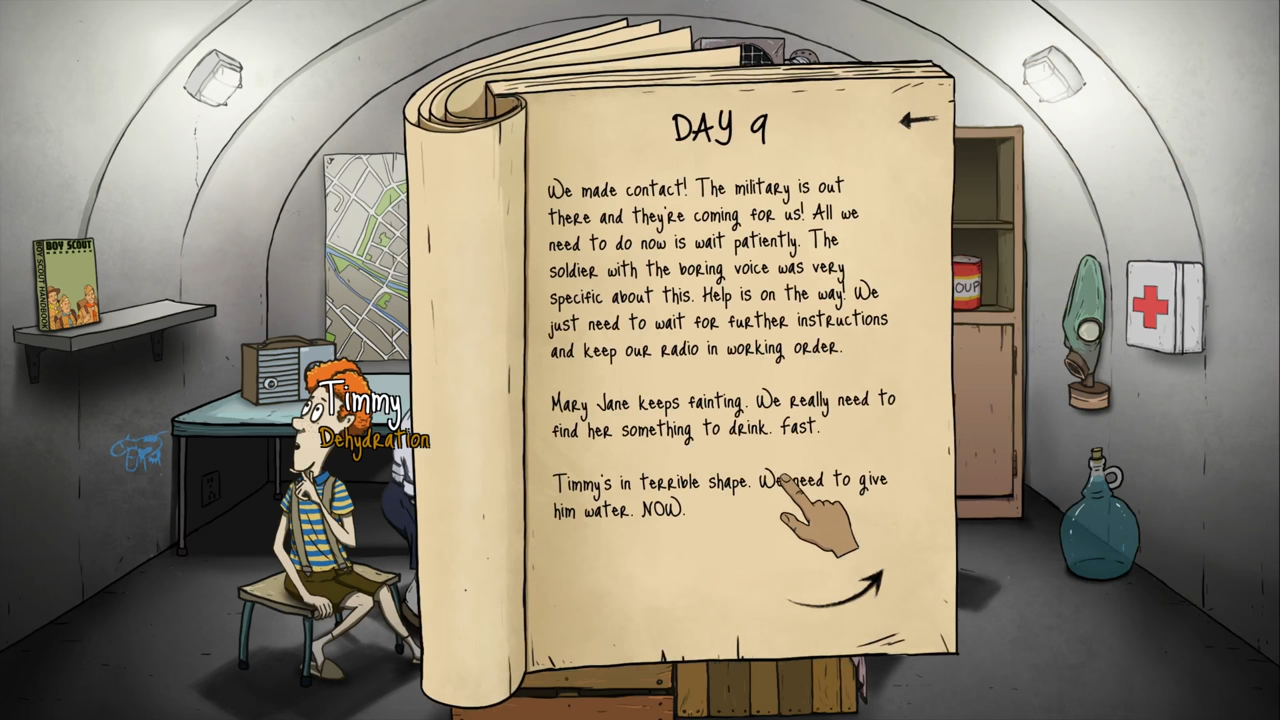 DAY 9
We made contact! The military is out
there and they're coming for us! All we
need to do now is wait patiently. The
soldier with the boring voice was very
specific about this. Help is on the way! We
just need to wait for further instructions
and keep our radio in working order.
Mary Jane keeps fainting. We really need to
find her something to drink. Fast.
Timmy's in terrible shape. We need to give
him water. NOW.
BOY SCOUT
BOY SCOUT HANDBOOK
Timmy
Dehydration
OUP